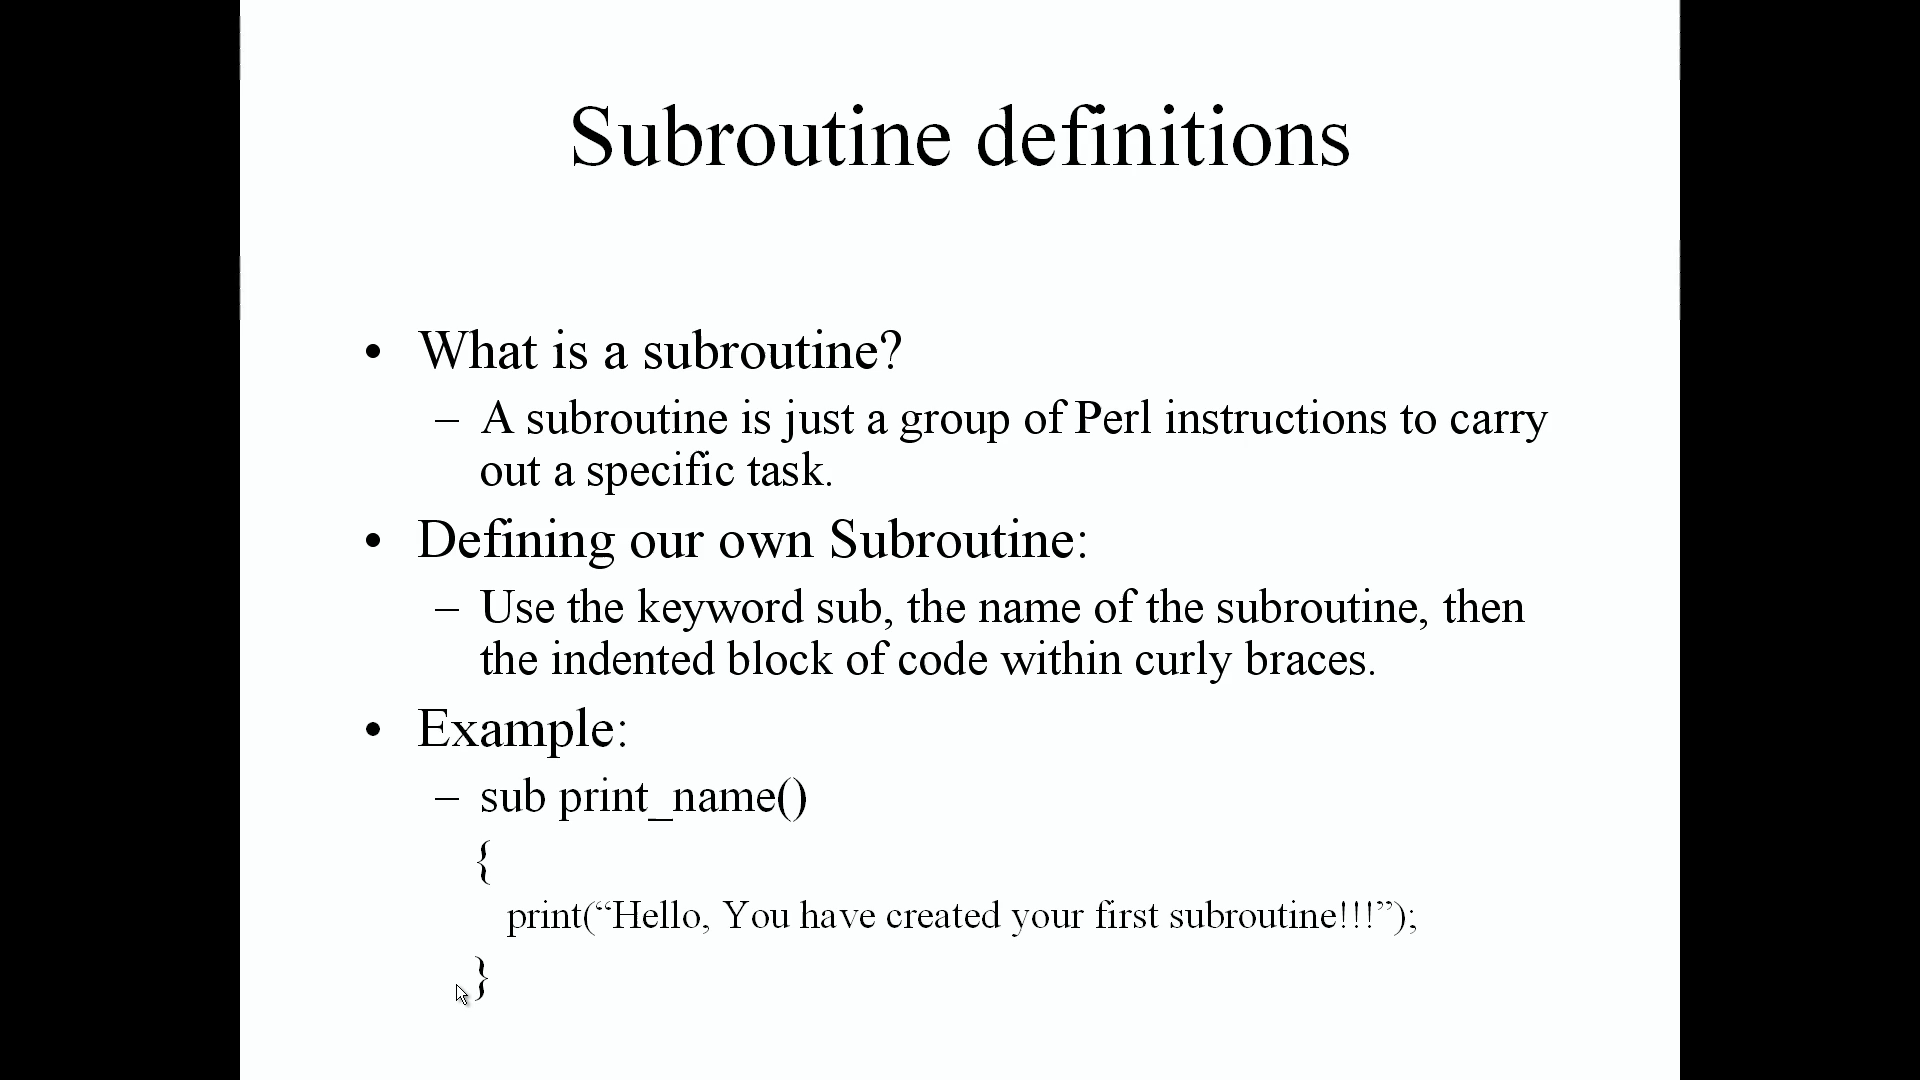 Subroutine definitions
• What is a subroutine?
– A subroutine is just a group of Perl instructions to carry
out a specific task.
• Defining our own Subroutine:
– Use the keyword sub, the name of the subroutine, then
the indented block of code within curly braces.
• Example:
– sub print_name()
{
print(“Hello, You have created your first subroutine!!!”);
}